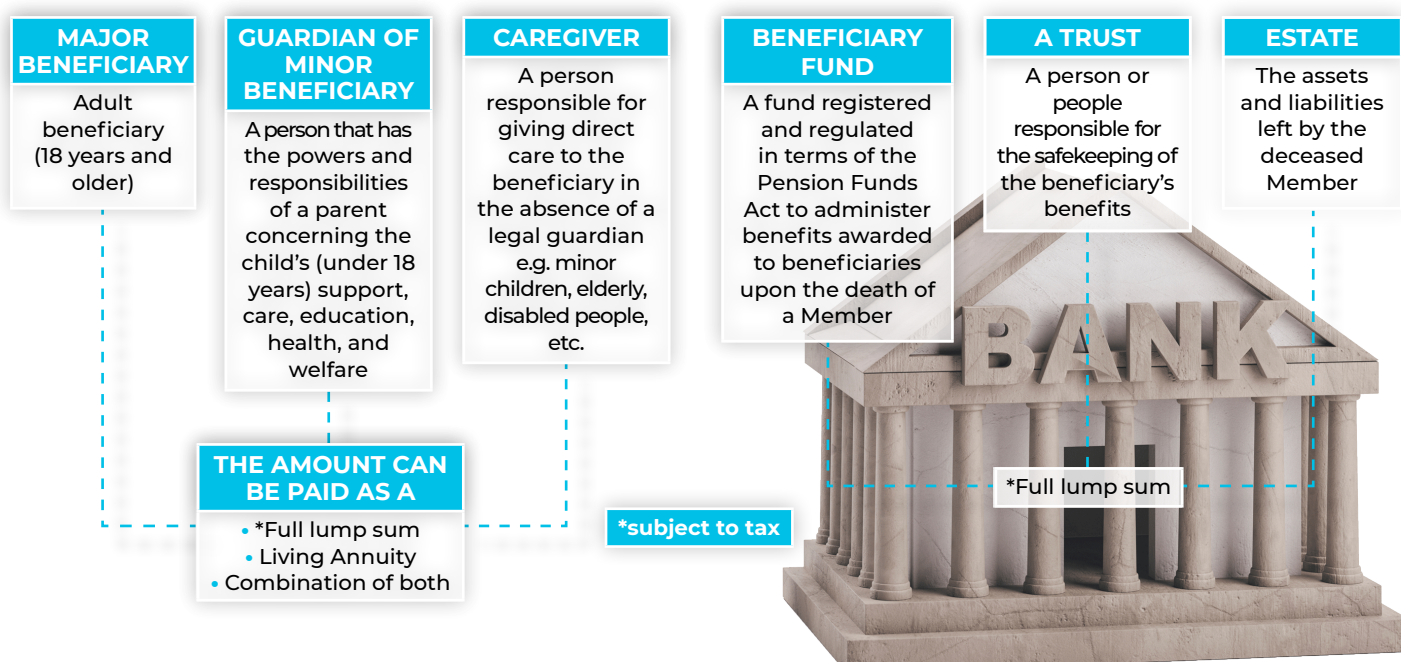 MAJOR
BENEFICIARY
Adult
beneficiary
(18 years and
older)
GUARDIAN OF
MINOR
BENEFICIARY
A person that has
the powers and
responsibilities
of a parent
concerning the
child's (under 18
years) support,
care, education,
health, and
welfare
CAREGIVER
A person
responsible for
giving direct
care to the
beneficiary in
the absence of a
legal guardian
e.g. minor
children, elderly,
disabled people,
etc.
BENEFICIARY
FUND
A fund registered
and regulated
in terms of the
Pension Funds
Act to administer
benefits awarded
to beneficiaries
upon the death of
a Member
A TRUST
A person or
people
responsible for
the safekeeping of
the beneficiary's
benefits
ESTATE
The assets
and liabilities
left by the
deceased
Member
BANK
THE AMOUNT CAN
BE PAID AS A
• *Full lump sum
• Living Annuity
• Combination of both
*subject to tax
*Full lump sum